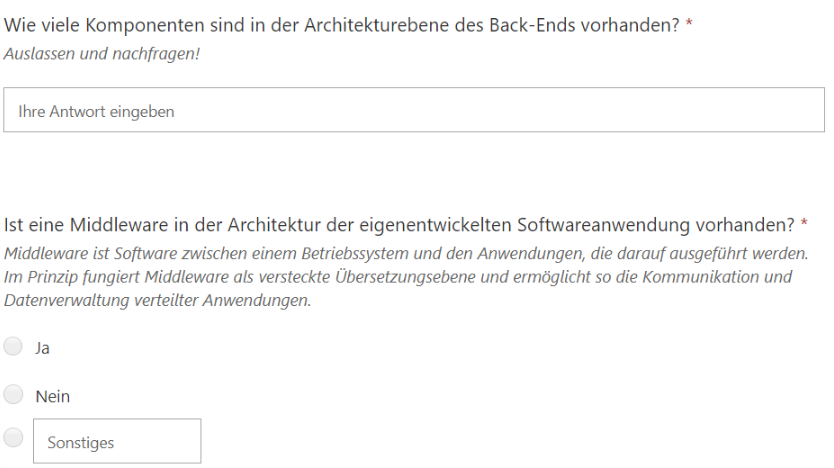 Wie viele Komponenten sind in der Architekturebene des Back-Ends vorhanden? *
Auslassen und nachfragen!
Ihre Antwort eingeben
Ist eine Middleware in der Architektur der eigenentwickelten Softwareanwendung vorhanden? *
Middleware ist Software zwischen einem Betriebssystem und den Anwendungen, die darauf ausgeführt werden.
Im Prinzip fungiert Middleware als versteckte Übersetzungsebene und ermöglicht so die Kommunikation und
Datenverwaltung verteilter Anwendungen.
Ja
Nein
Sonstiges